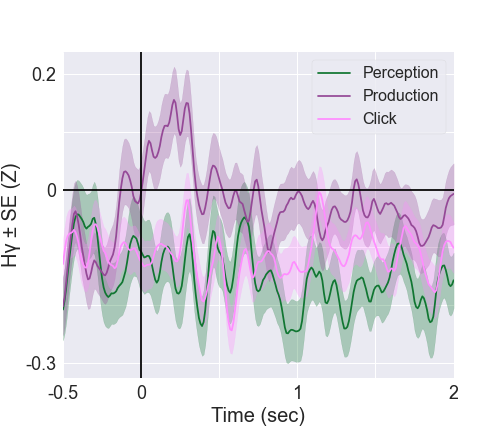 Hγ ± SE (Z)
0.2
0
-0.3
Perception
Production
Click
-0.5
0
1
2
Time (sec)